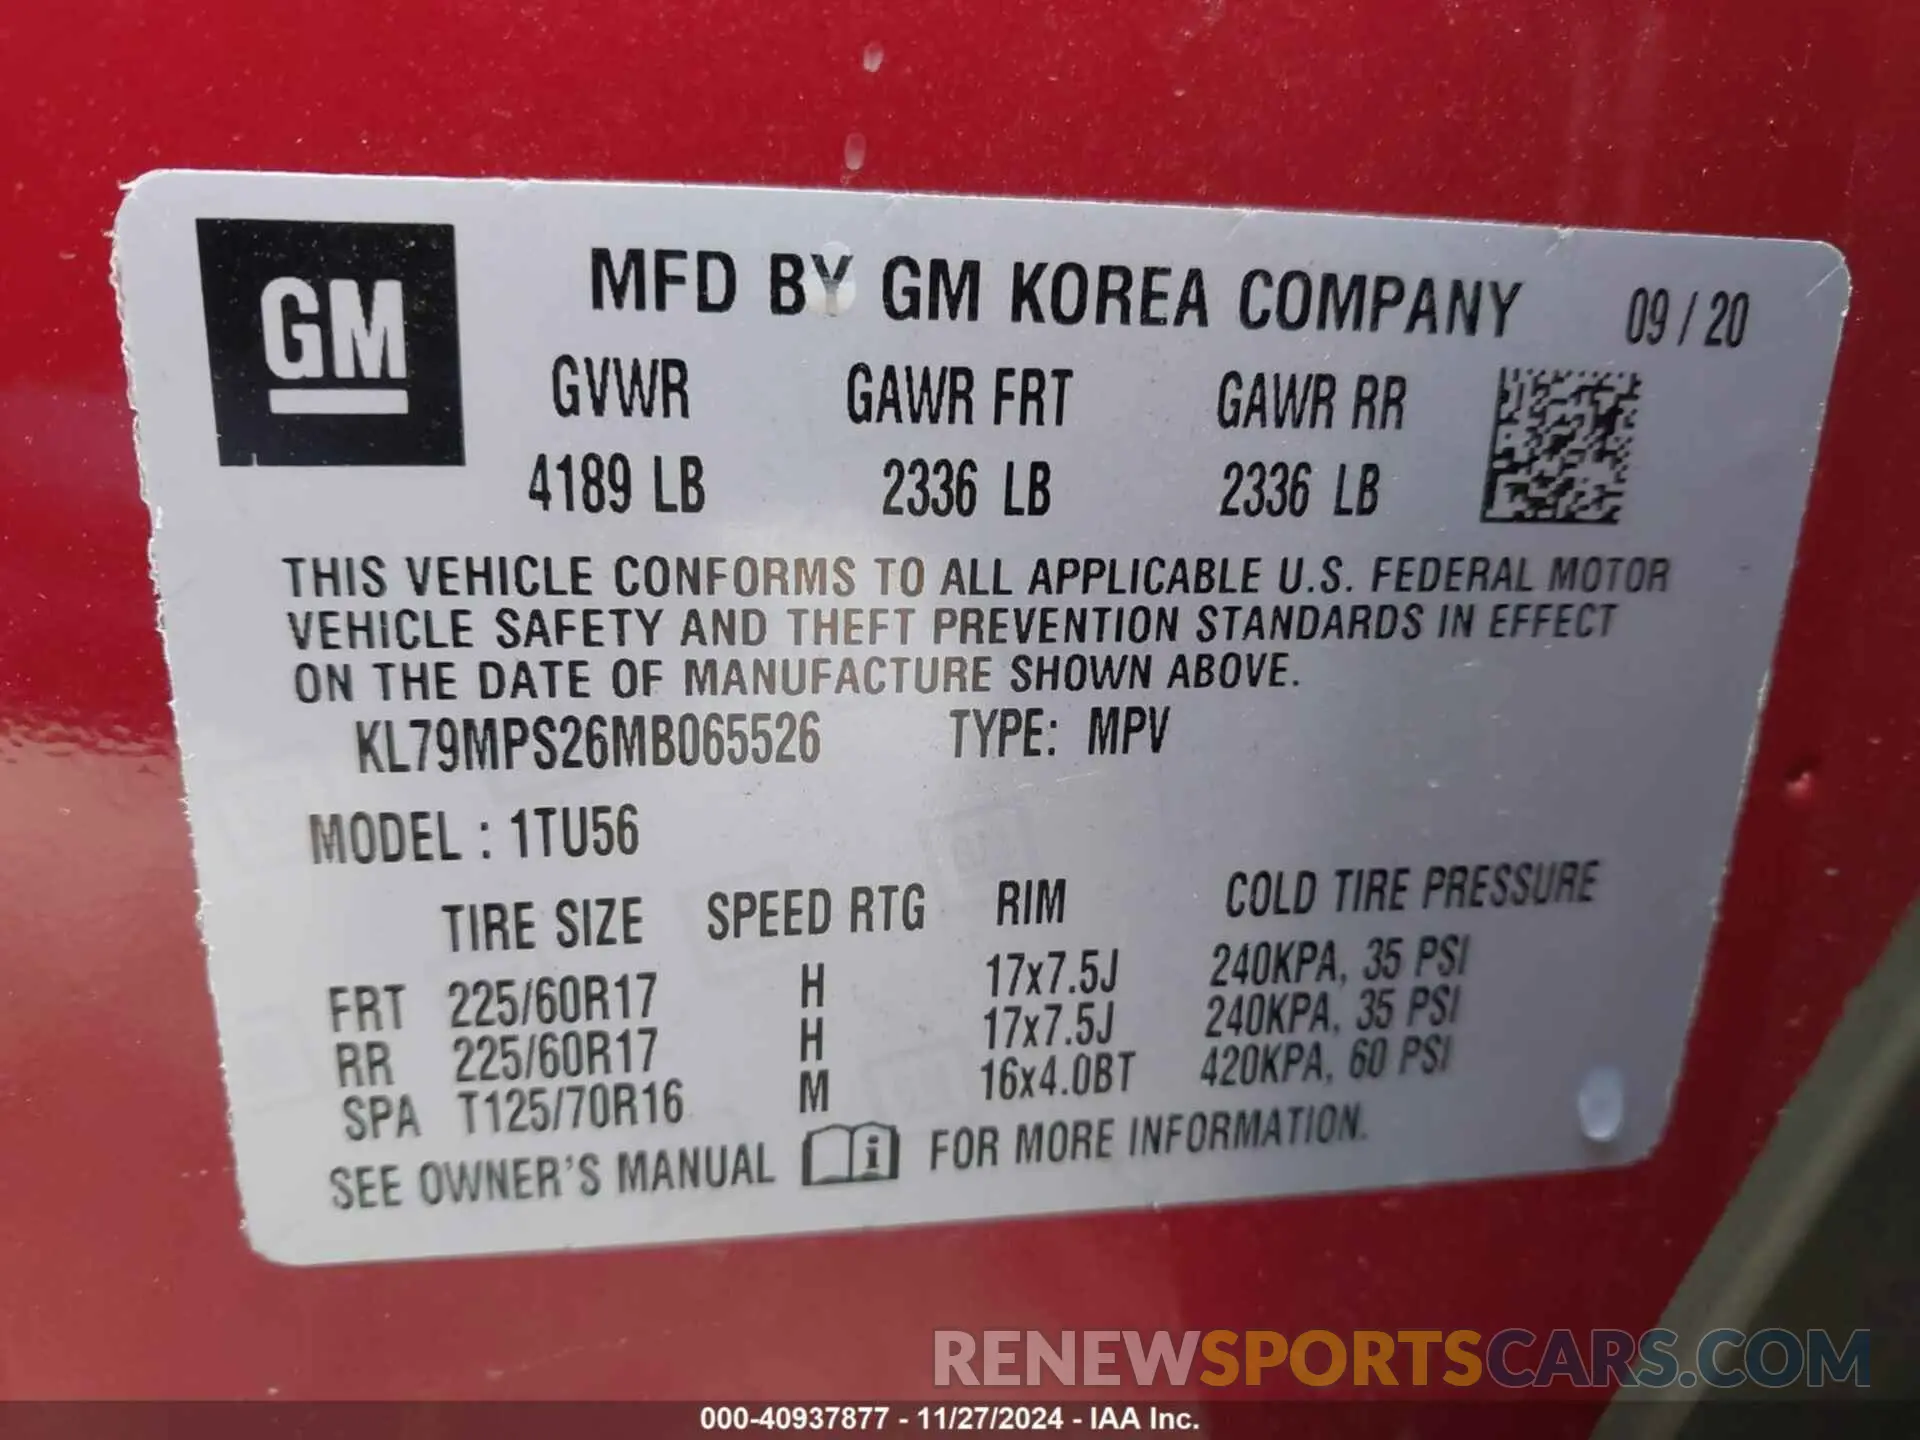 GM
MFD BY GM KOREA COMPANY 09 / 20
GVWR GAWR FRT GAWR RR
4189 LB 2336 LB 2336 LB
THIS VEHICLE CONFORMS TO ALL APPLICABLE U.S. FEDERAL MOTOR
VEHICLE SAFETY AND THEFT PREVENTION STANDARDS IN EFFECT
ON THE DATE OF MANUFACTURE SHOWN ABOVE.
KL79MPS26MB065526 TYPE: MPV
MODEL : 1TU56
TIRE SIZE SPEED RTG RIM COLD TIRE PRESSURE
FRT 225/60R17 H 17x7.5J 240KPA, 35 PSI
RR 225/60R17 H 17x7.5J 240KPA, 35 PSI
SPA T125/70R16 M 16x4.0BT 420KPA, 60 PSI
SEE OWNER'S MANUAL i FOR MORE INFORMATION.
RENEWSPORTSCARS.COM
000-40937877 - 11/27/2024 - IAA Inc.